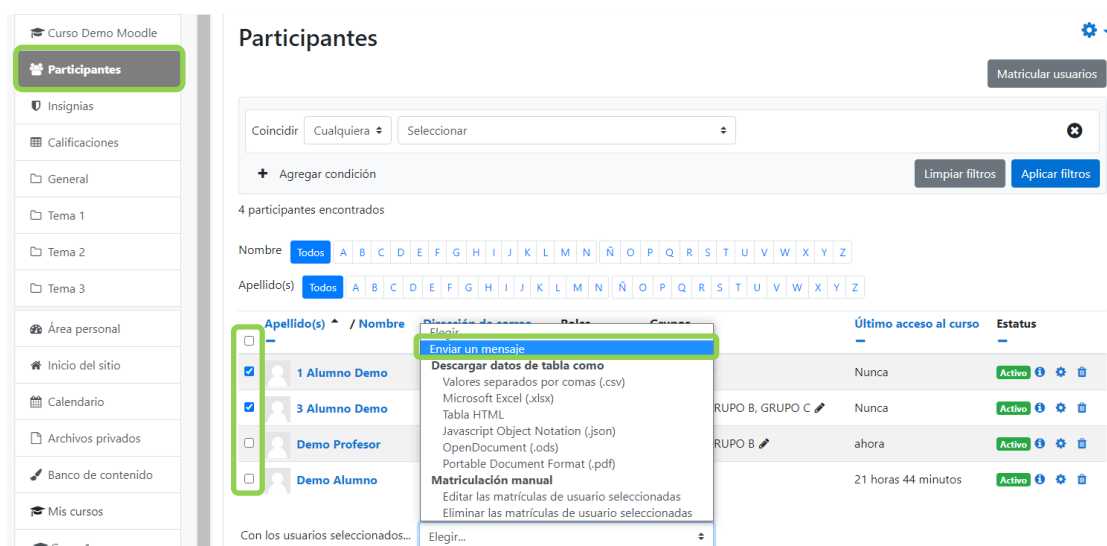 Curso Demo Moodle
Participantes
Insignias
Calificaciones
General
Tema 1
Tema 2
Tema 3
Área personal
Inicio del sitio
Calendario
Archivos privados
Banco de contenido
Mis cursos
Participantes
Matricular usuarios
Coincidir Cualquiera Seleccionar
Agregar condición Limpiar filtros Aplicar filtros
4 participantes encontrados
Nombre Todos A B C D E F G H I J K L M N Ñ O P Q R S T U V W X Y Z
Apellido(s) Todos A B C D E F G H I J K L M N Ñ O P Q R S T U V W X Y Z
Apellido(s) / Nombre Dirección de correo Roles Grupos Último acceso al curso Estatus
Elegir...
Enviar un mensaje
Descargar datos de tabla como
Valores separados por comas (.csv)
Microsoft Excel (.xlsx)
Tabla HTML
Javascript Object Notation (.json)
OpenDocument (.ods)
Portable Document Format (.pdf)
Matriculación manual
Editar las matrículas de usuario seleccionadas
Eliminar las matrículas de usuario seleccionadas
1 Alumno Demo Nunca Activo
3 Alumno Demo RUPO B, GRUPO C Nunca Activo
Demo Profesor RUPO B ahora Activo
Demo Alumno 21 horas 44 minutos Activo
Con los usuarios seleccionados... Elegir...